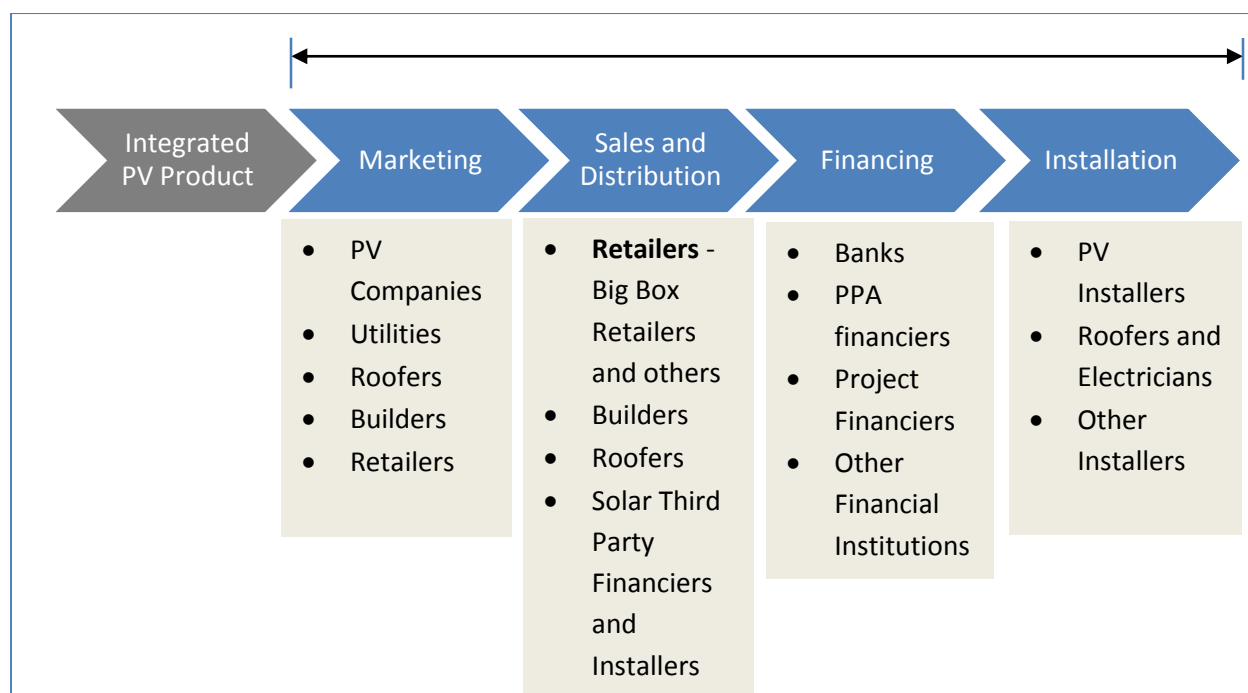 Integrated
PV Product
Marketing
Sales and
Distribution
Financing
Installation
• PV
Companies
• Utilities
• Roofers
• Builders
• Retailers
• Retailers -
Big Box
Retailers
and others
• Builders
• Roofers
• Solar Third
Party
Financiers
and
Installers
• Banks
• PPA
financiers
• Project
Financiers
• Other
Financial
Institutions
• PV
Installers
• Roofers and
Electricians
• Other
Installers